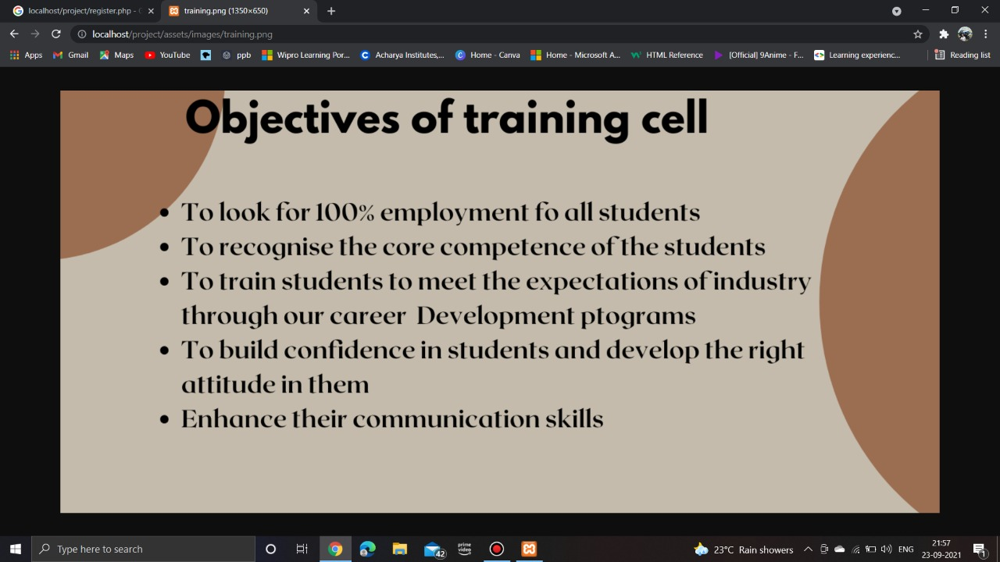 localhost/project/register.php - G
training.png (1350×650)
localhost/project/assets/images/training.png
Apps Gmail Maps YouTube ppb Wipro Learning Por... Acharya Institutes,... Home - Canva Home - Microsoft A... HTML Reference [Official] 9Anime - F... Learning experienc... Reading list
Objectives of training cell
• To look for 100% employment fo all students
• To recognise the core competence of the students
• To train students to meet the expectations of industry
through our career Development ptograms
• To build confidence in students and develop the right
attitude in them
• Enhance their communication skills
Type here to search
42
prime
video
23°C Rain showers
ENG
21:57
23-09-2021
1